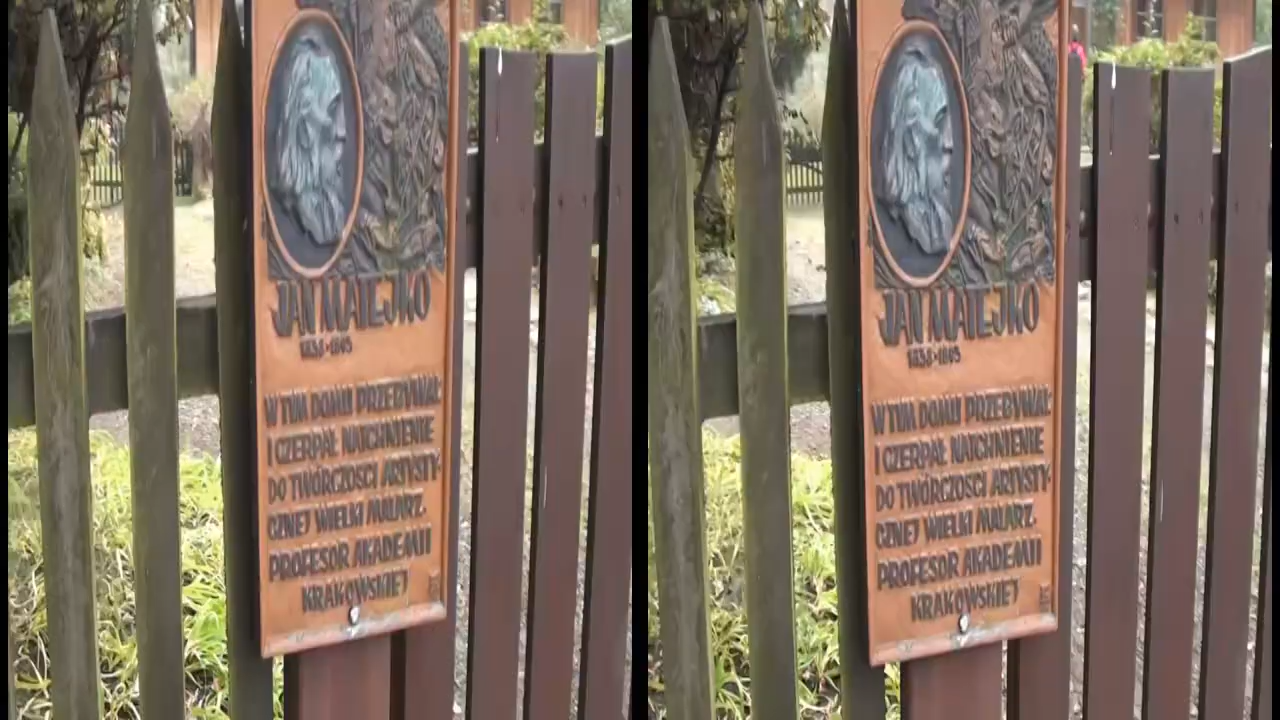 JAN MATEJKO
1838-1893
W TYM DOMU PRZEBYWAŁ
I CZERPAŁ NATCHNIENIE
DO TWÓRCZOŚCI ARTYSTY-
CZNEJ WIELKI MALARZ,
PROFESOR AKADEMII
KRAKOWSKIEJ
JAN MATEJKO
1838-1893
W TYM DOMU PRZEBYWAŁ
I CZERPAŁ NATCHNIENIE
DO TWÓRCZOŚCI ARTYSTY-
CZNEJ WIELKI MALARZ,
PROFESOR AKADEMII
KRAKOWSKIEJ